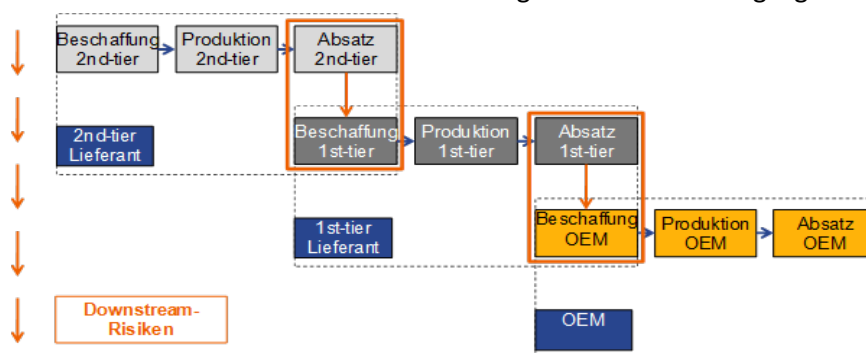 Beschaffung
2nd-tier
Produktion
2nd-tier
Absatz
2nd-tier
2nd-tier
Lieferant
Beschaffung
1st-tier
Produktion
1st-tier
Absatz
1st-tier
1st-tier
Lieferant
Beschaffung
OEM
Produktion
OEM
Absatz
OEM
Downstream-
Risiken
OEM